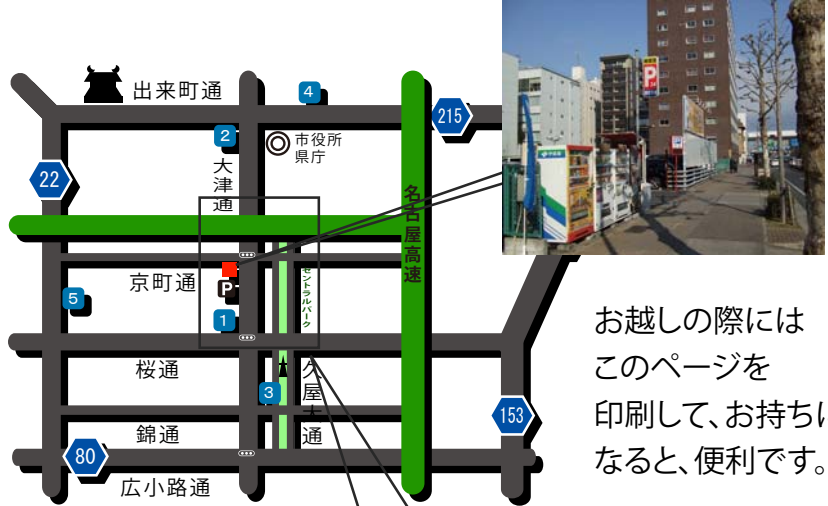 出来町通
4
215
2
市役所
県庁
大津通
22
名古屋高速
京町通
P
セントラルパーク
5
1
桜通
久屋大通
3
錦通
153
80
広小路通
P
お越しの際には
このページを
印刷して、お持ちに
なると、便利です。